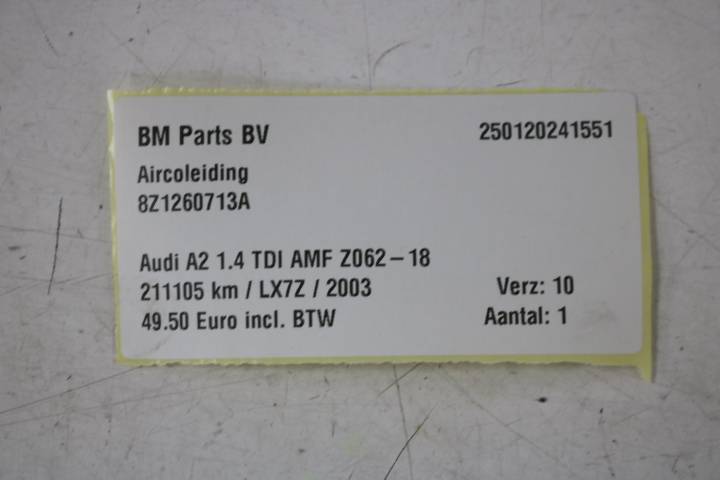 BM Parts BV 250120241551
Aircoleiding
8Z1260713A
Audi A2 1.4 TDI AMF Z062-18
211105 km / LX7Z / 2003 Verz: 10
49.50 Euro incl. BTW Aantal: 1